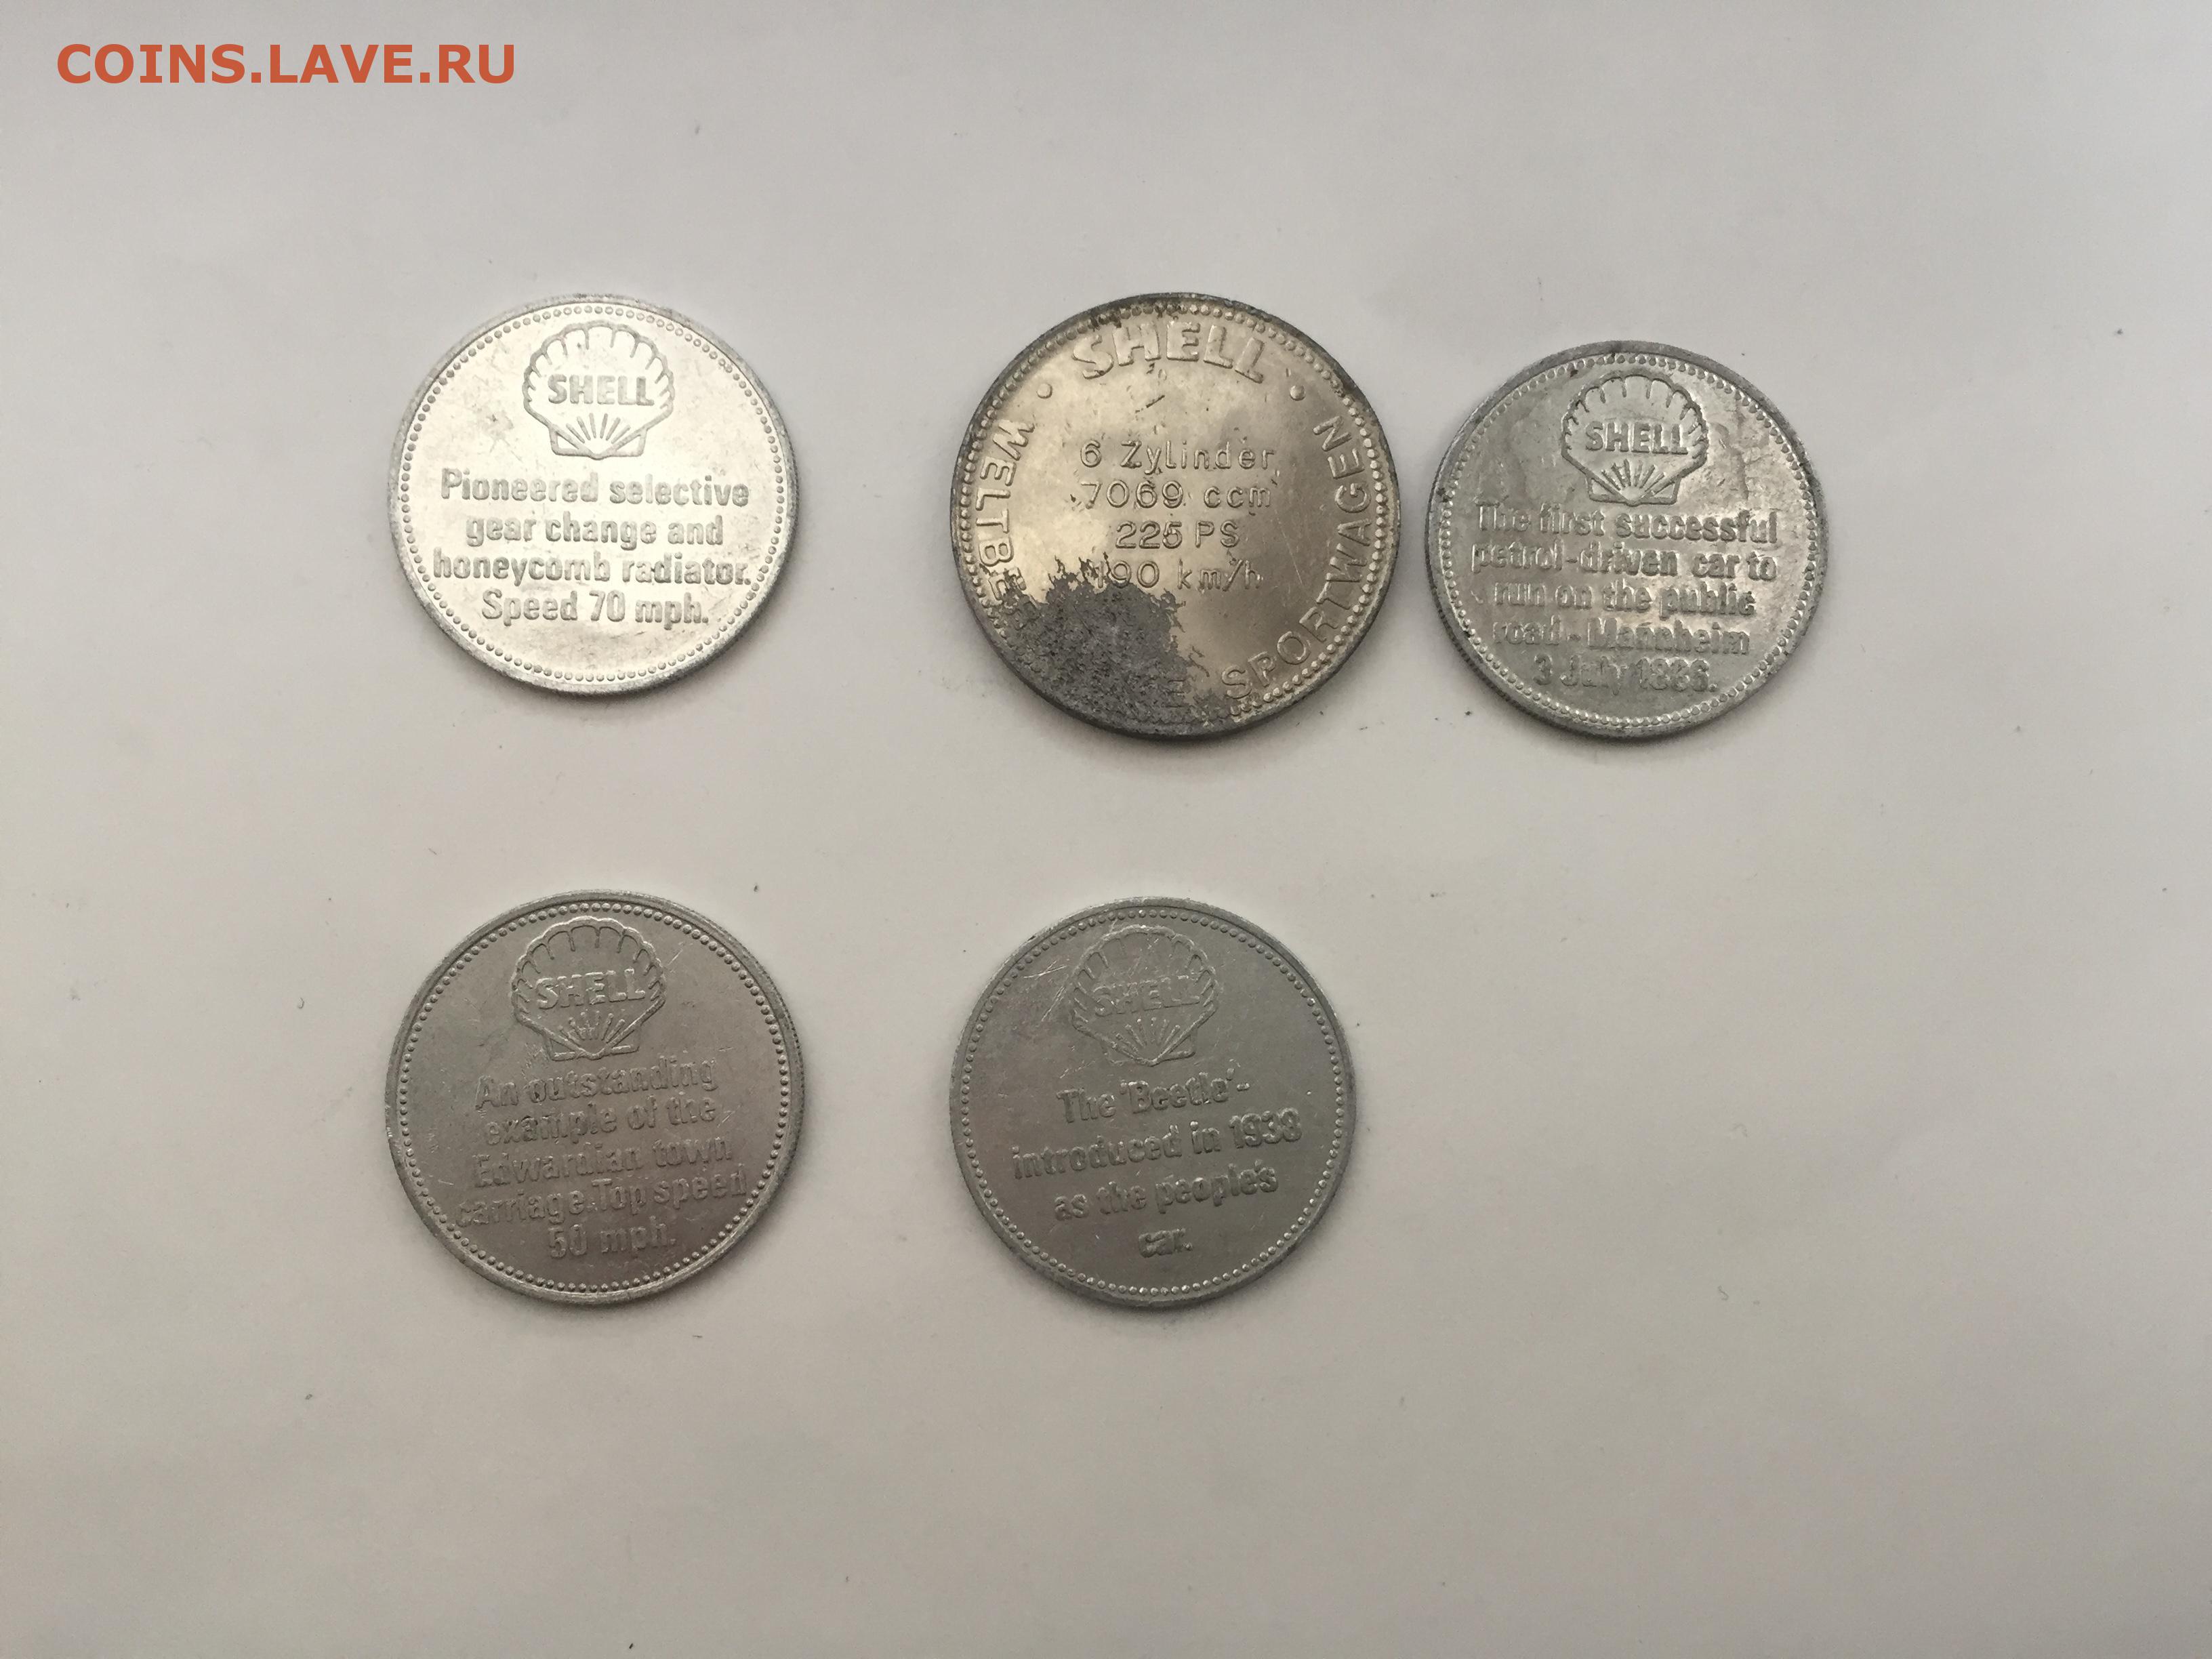 COINS.LAVE.RU
SHELL
Pioneered selective
gear change and
honeycomb radiator.
Speed 70 mph.
SHELL
6 Zylinder
7069 ccm
225 PS
190 km/h
SPORTWAGEN
SHELL
The first successful
petrol-driven car to
run on the public
road - Mannheim
3 July 1886.
SHELL
An outstanding
example of the
Edwardian town
carriage. Top speed
50 mph.
SHELL
The 'Beetle'-
introduced in 1938
as the people's
car.